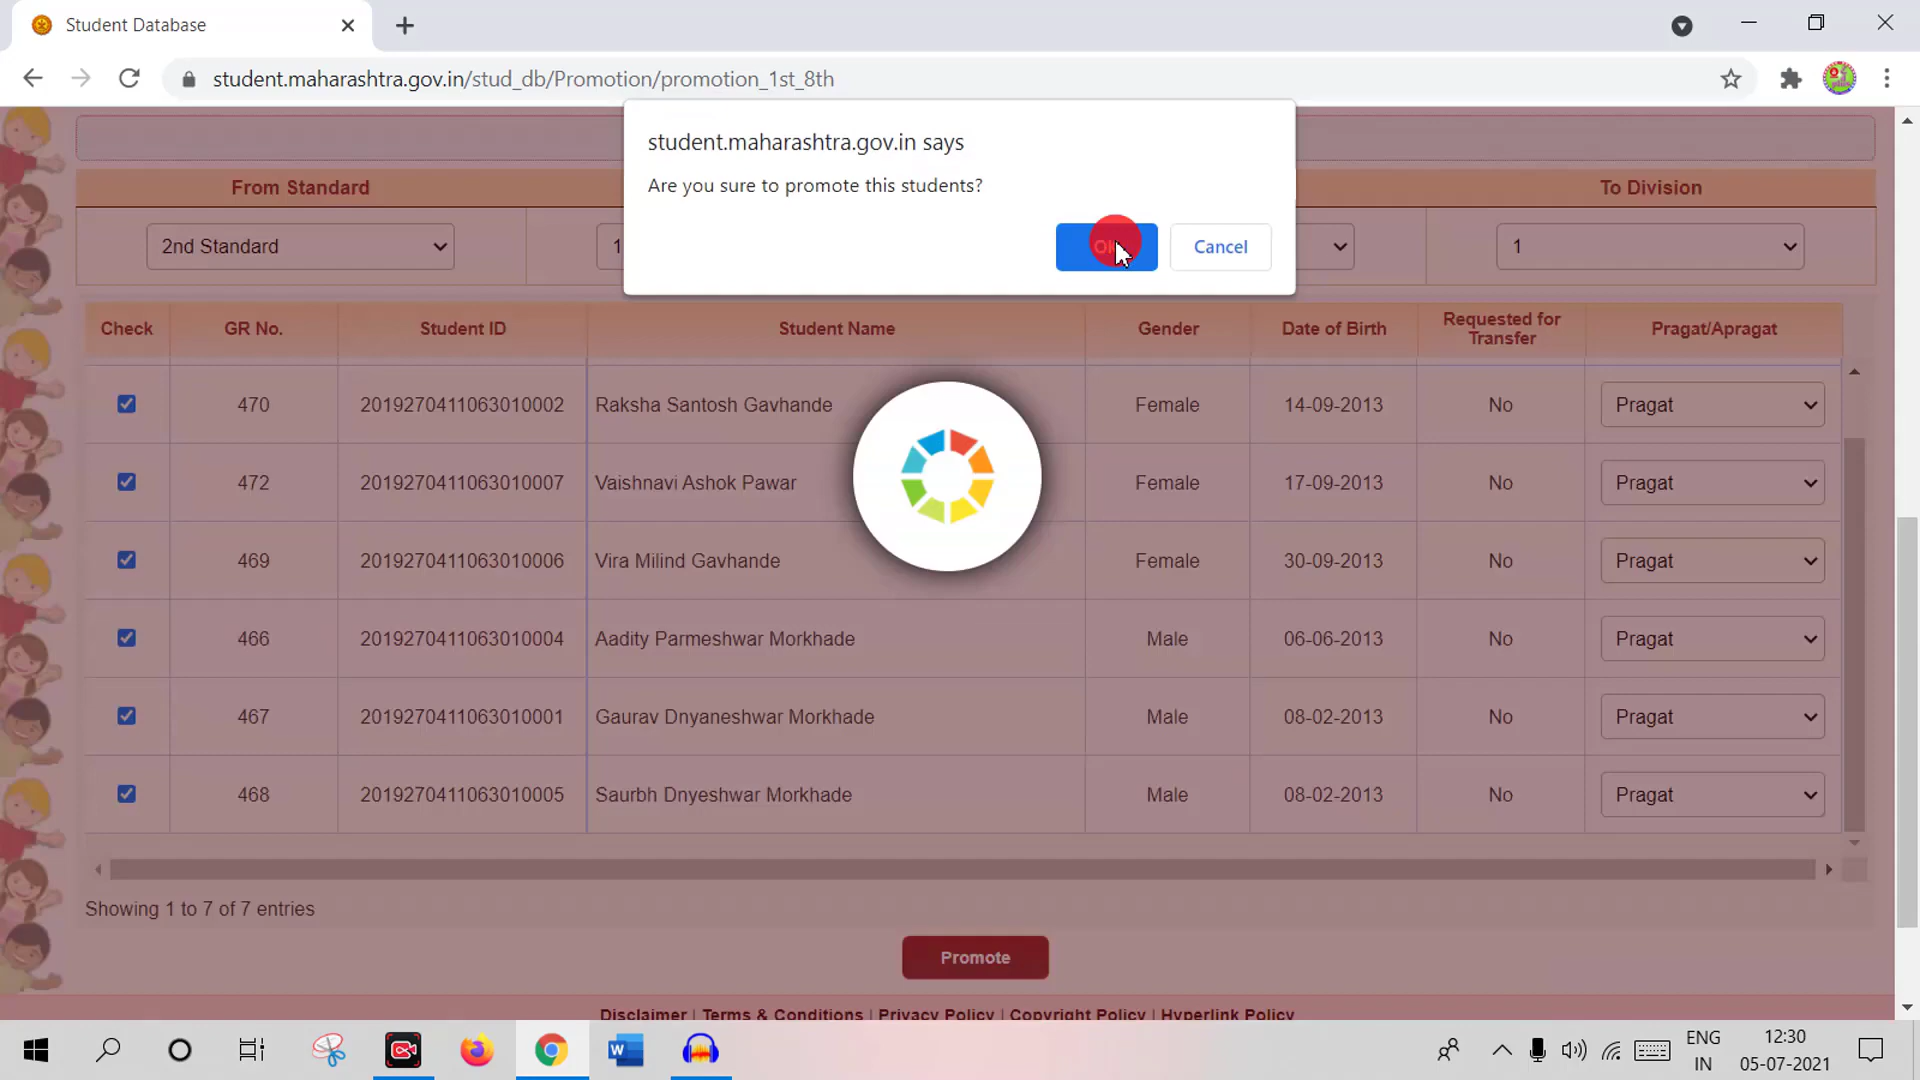 Student Database
student.maharashtra.gov.in/stud_db/Promotion/promotion_1st_8th
student.maharashtra.gov.in says
Are you sure to promote this students?
Cancel
From Standard To Division
2nd Standard 1 1
Check GR No. Student ID Student Name Gender Date of Birth Requested for Transfer Pragat/Apragat
470 2019270411063010002 Raksha Santosh Gavhande Female 14-09-2013 No Pragat
472 2019270411063010007 Vaishnavi Ashok Pawar Female 17-09-2013 No Pragat
469 2019270411063010006 Vira Milind Gavhande Female 30-09-2013 No Pragat
466 2019270411063010004 Aadity Parmeshwar Morkhade Male 06-06-2013 No Pragat
467 2019270411063010001 Gaurav Dnyaneshwar Morkhade Male 08-02-2013 No Pragat
468 2019270411063010005 Saurbh Dnyeshwar Morkhade Male 08-02-2013 No Pragat
Showing 1 to 7 of 7 entries
Promote
Disclaimer | Terms & Conditions | Privacy Policy | Copyright Policy | Hyperlink Policy
ENG 12:30
IN 05-07-2021